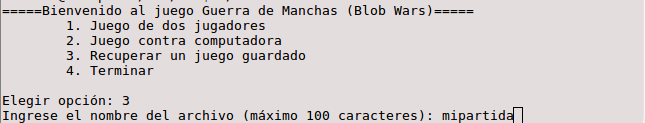 =====Bienvenido al juego Guerra de Manchas (Blob Wars)=====
1. Juego de dos jugadores
2. Juego contra computadora
3. Recuperar un juego guardado
4. Terminar
Elegir opción: 3
Ingrese el nombre del archivo (máximo 100 caracteres): mipartida